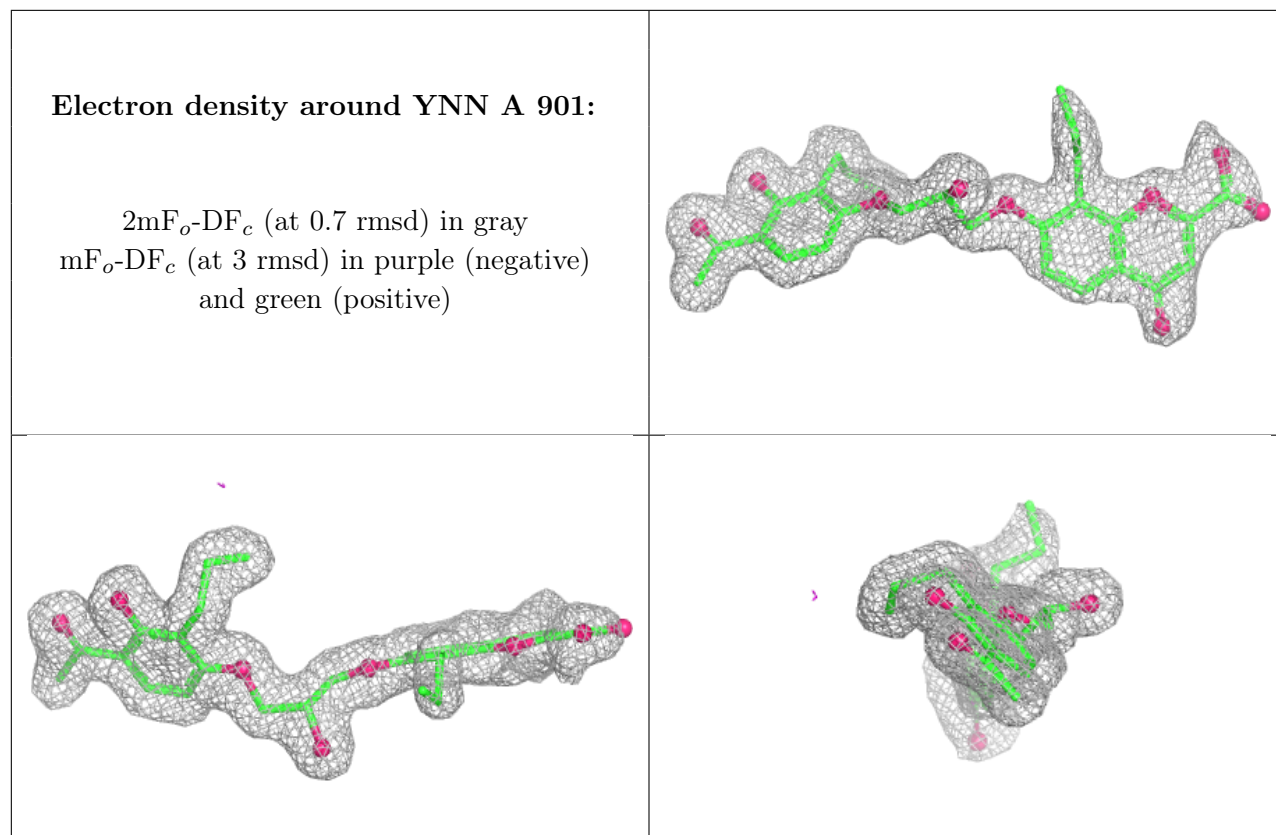 Electron density around YNN A 901:
2mFo-DFc (at 0.7 rmsd) in gray
mFo-DFc (at 3 rmsd) in purple (negative)
and green (positive)